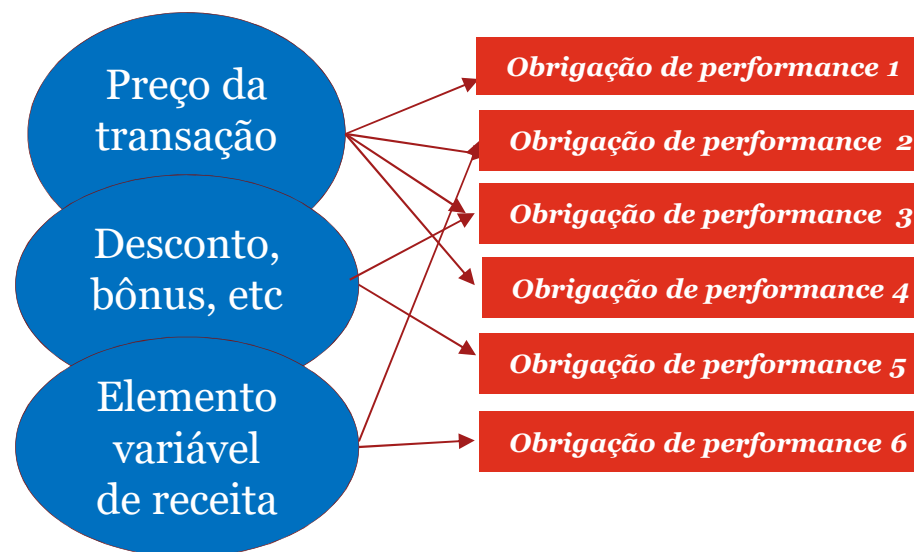 Preço da
transação
Desconto,
bônus, etc
Elemento
variável
de receita
Obrigação de performance 1
Obrigação de performance 2
Obrigação de performance 3
Obrigação de performance 4
Obrigação de performance 5
Obrigação de performance 6